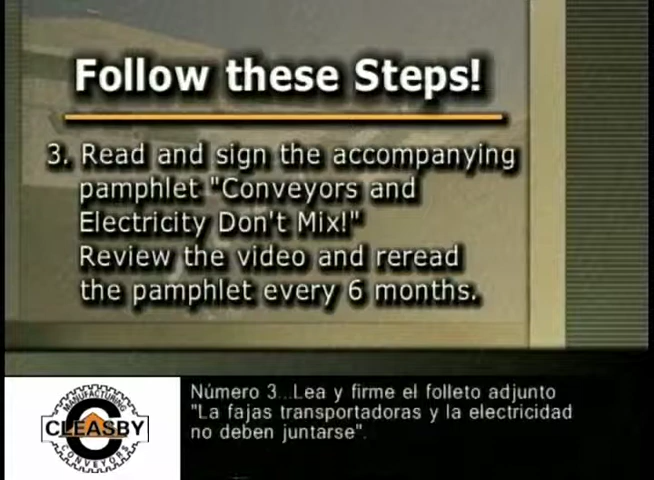 Follow these Steps!
3. Read and sign the accompanying
pamphlet "Conveyors and
Electricity Don't Mix!"
Review the video and reread
the pamphlet every 6 months.
MANUFACTURING
CLEASBY
CONVEYORS
Número 3...Lea y firme el folleto adjunto
"La fajas transportadoras y la electricidad
no deben juntarse".